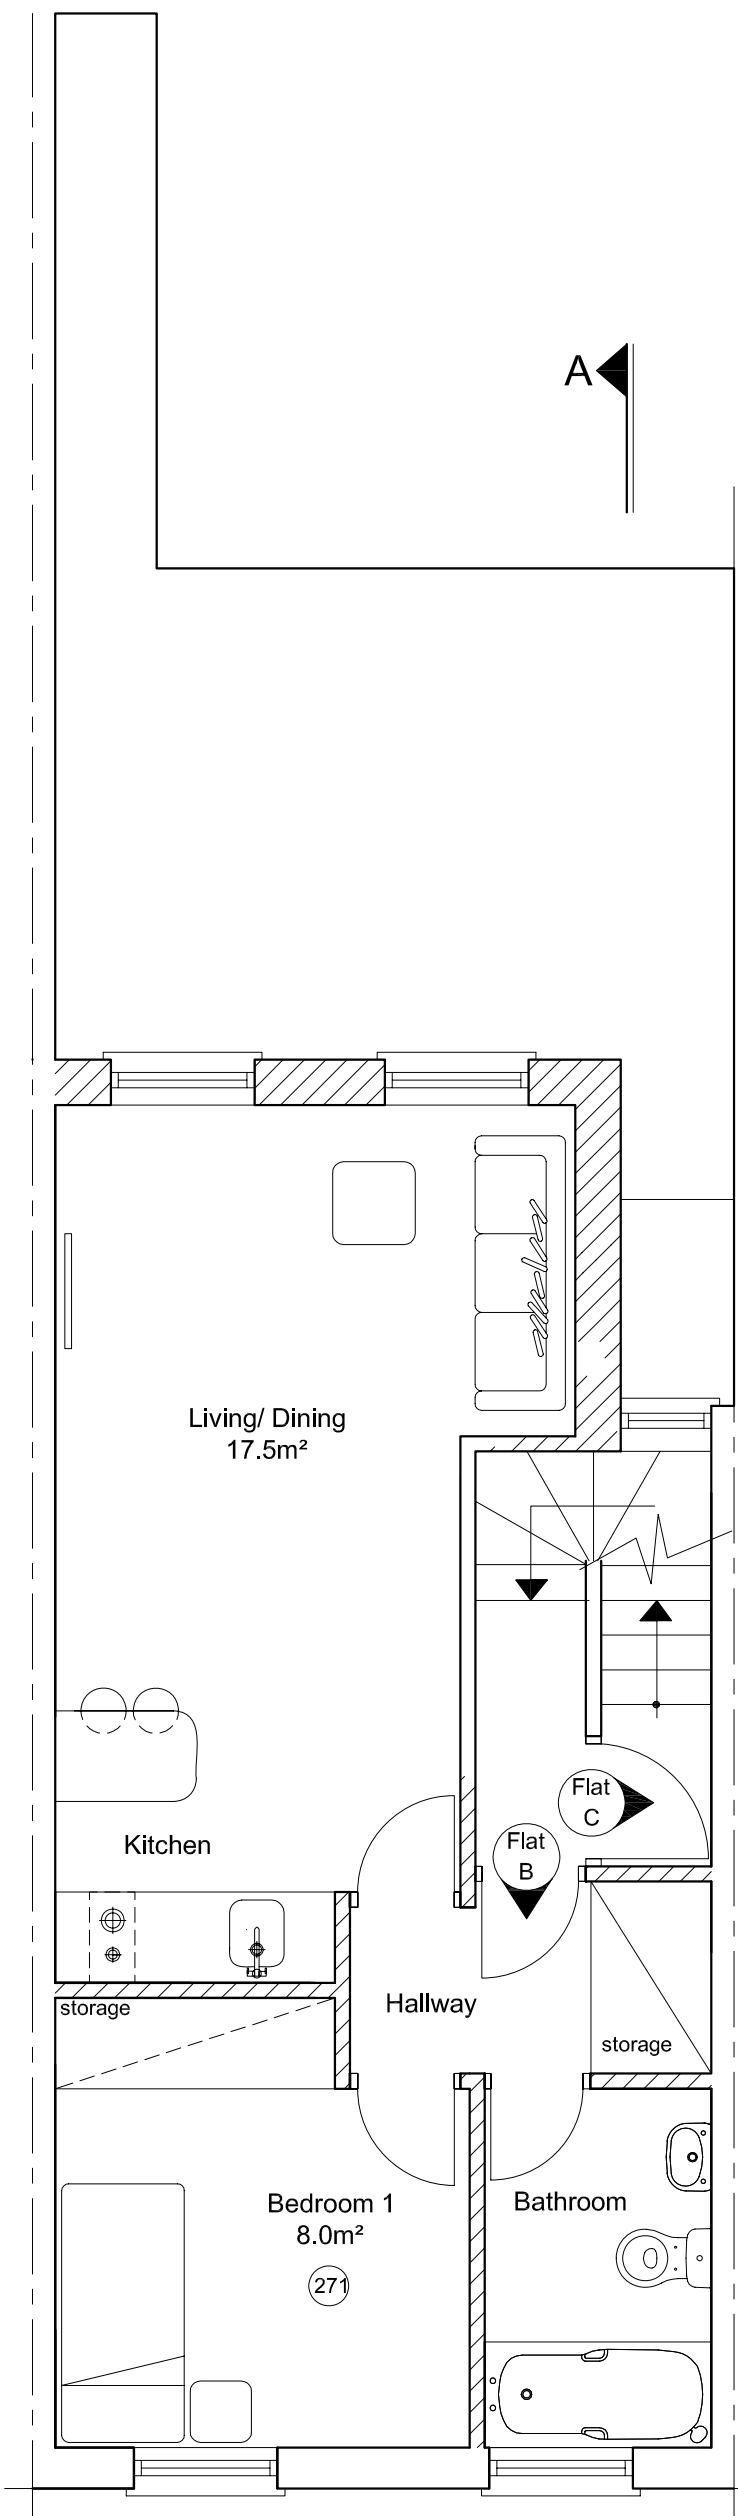 A
Living/ Dining
17.5m²
Flat
C
Kitchen
Flat
B
storage
Hallway
storage
Bedroom 1
8.0m²
271
Bathroom